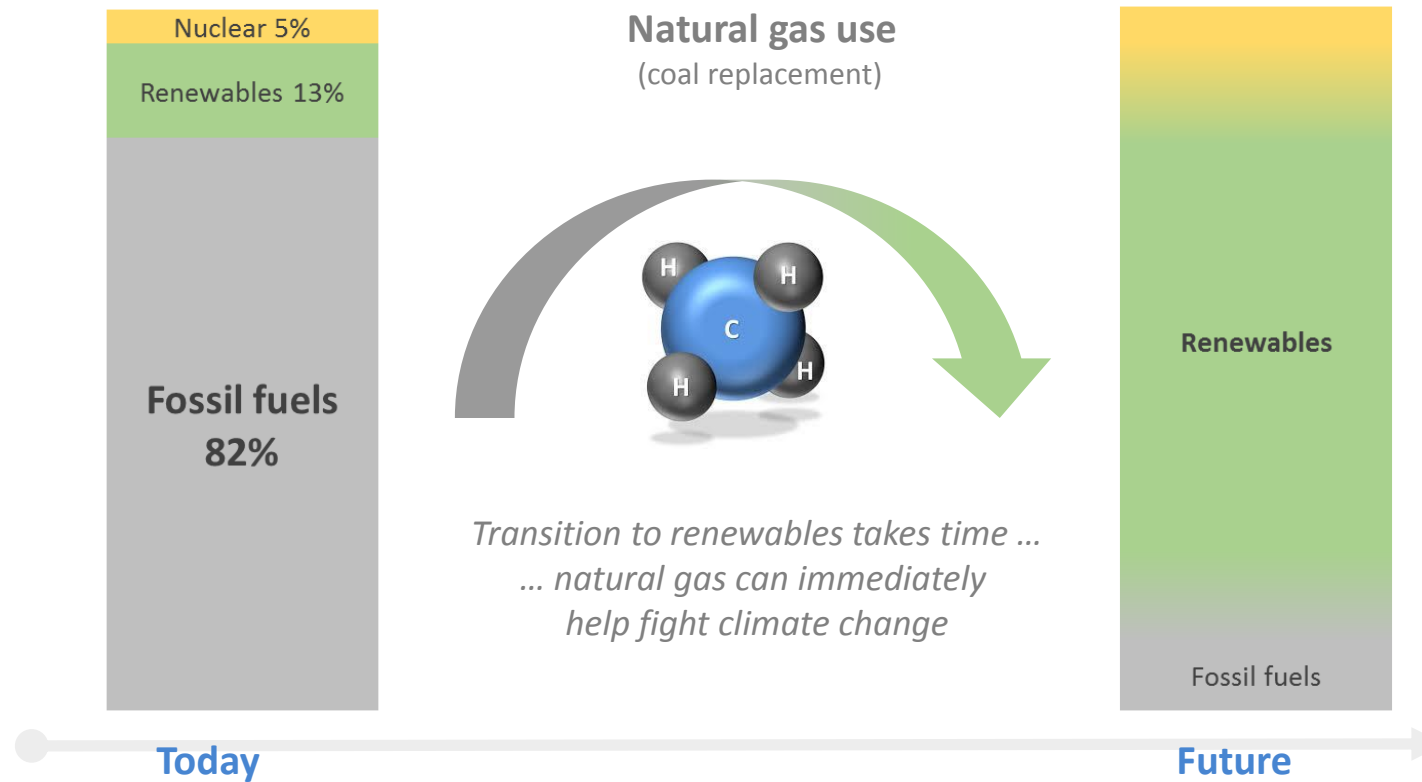 Nuclear 5%
Renewables 13%
Fossil fuels
82%
Natural gas use
(coal replacement)
H
H
C
H
H
Transition to renewables takes time ...
... natural gas can immediately
help fight climate change
Renewables
Fossil fuels
Today
Future